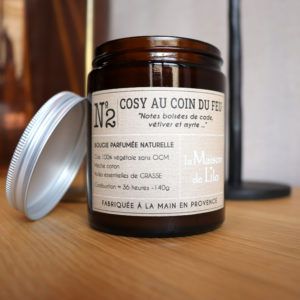 N°2
COSY AU COIN DU FEU
"Notes boisées de cade,
vétiver et myrte ..."
BOUGIE PARFUMÉE NATURELLE
Cire 100% végétale sans OGM
Mèche coton
Huiles essentielles de GRASSE
Combustion ≈ 36 heures -140g
la Maison
de Lilo
FABRIQUÉE À LA MAIN EN PROVENCE